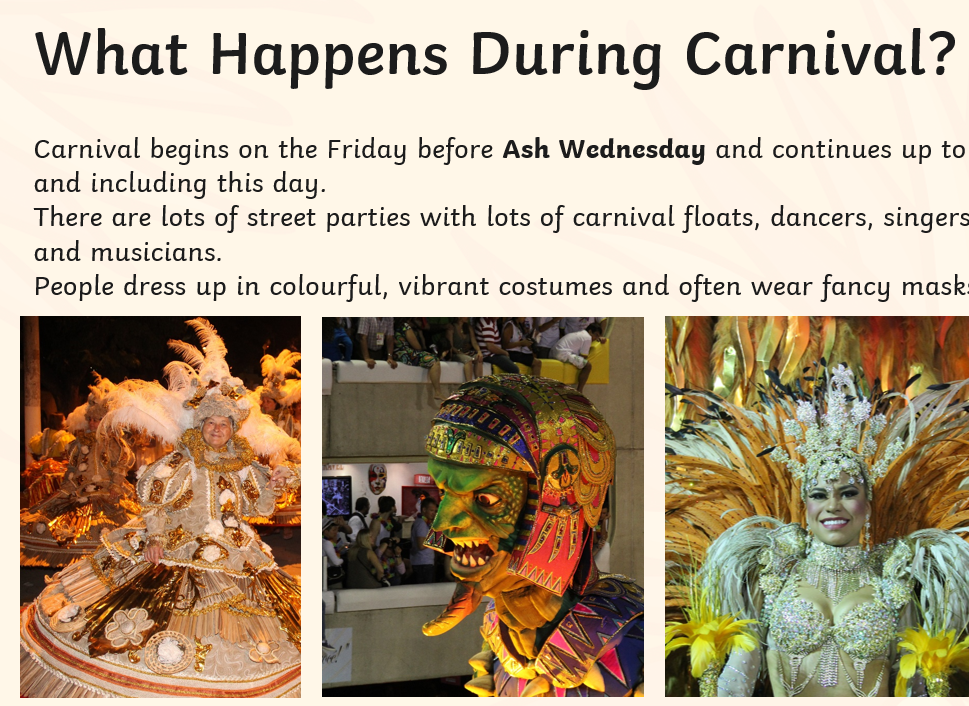 What Happens During Carnival?
Carnival begins on the Friday before Ash Wednesday and continues up to
and including this day.
There are lots of street parties with lots of carnival floats, dancers, singers
and musicians.
People dress up in colourful, vibrant costumes and often wear fancy masks